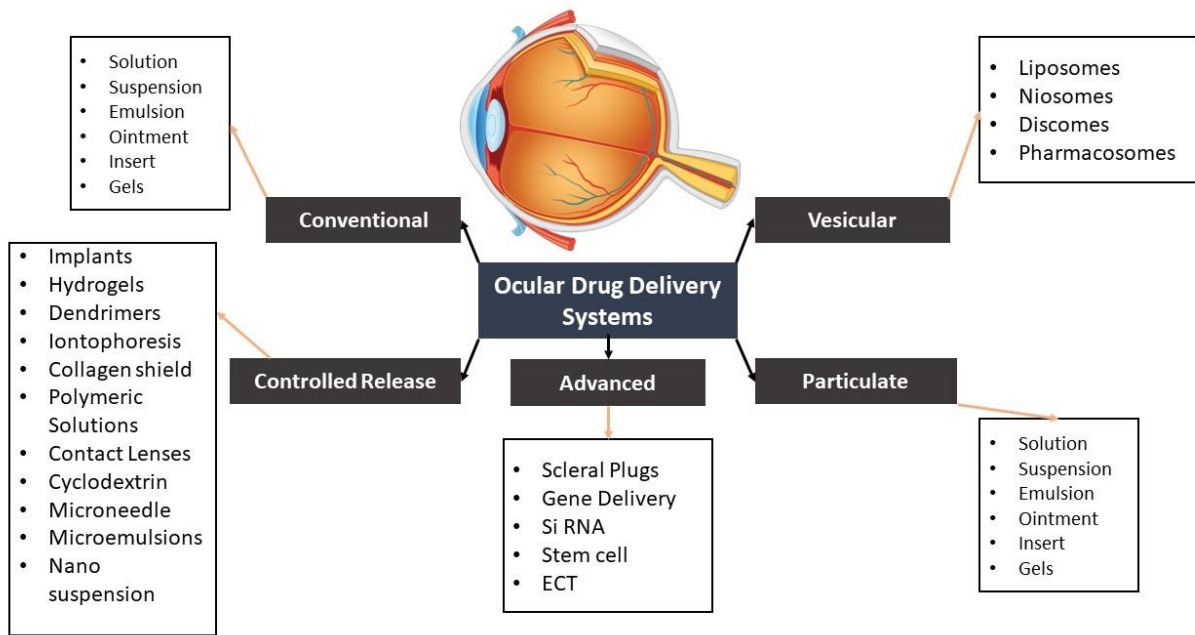 Solution
Suspension
Emulsion
Ointment
Insert
Gels
Liposomes
Niosomes
Discomes
Pharmacosomes
Conventional
Vesicular
Ocular Drug Delivery
Systems
Implants
Hydrogels
Dendrimers
Iontophoresis
Collagen shield
Polymeric
Solutions
Contact Lenses
Cyclodextrin
Microneedle
Microemulsions
Nano
suspension
Controlled Release
Advanced
Particulate
Scleral Plugs
Gene Delivery
Si RNA
Stem cell
ECT
Solution
Suspension
Emulsion
Ointment
Insert
Gels